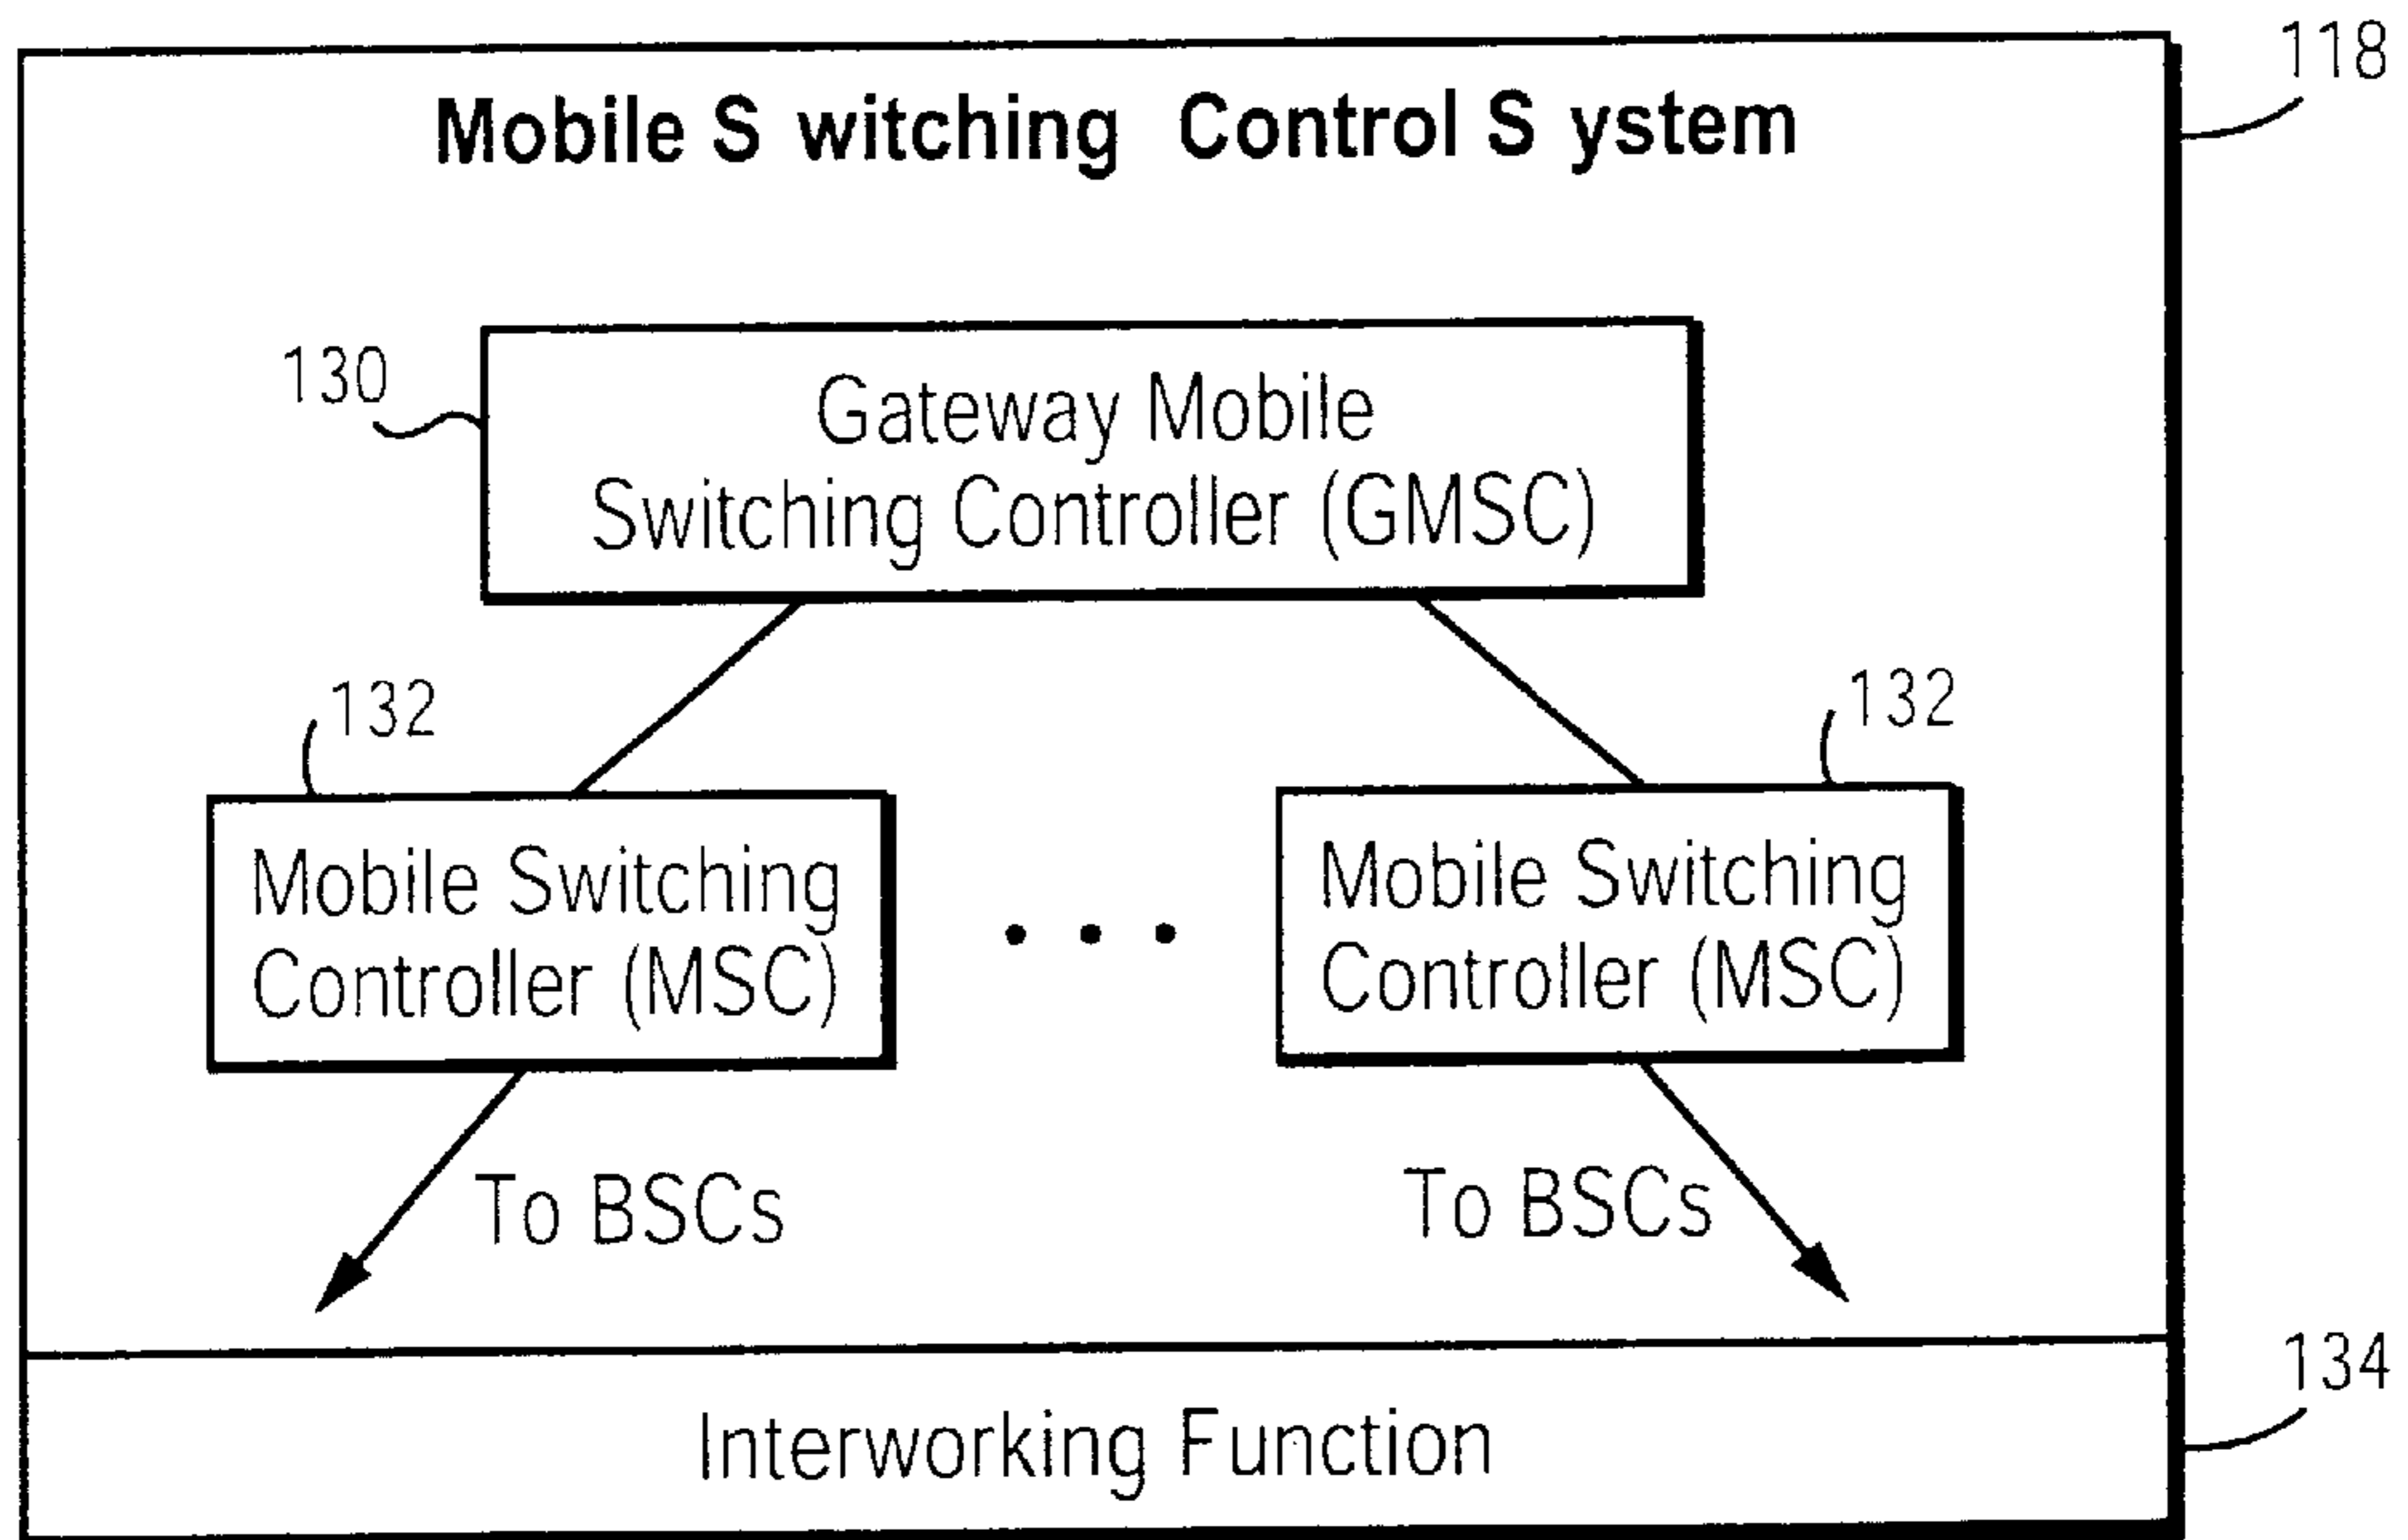 118
Mobile S witching Control S ystem
130
Gateway Mobile
Switching Controller (GMSC)
132
132
Mobile Switching
Controller (MSC)
Mobile Switching
Controller (MSC)
To BSCs
To BSCs
134
Interworking Function